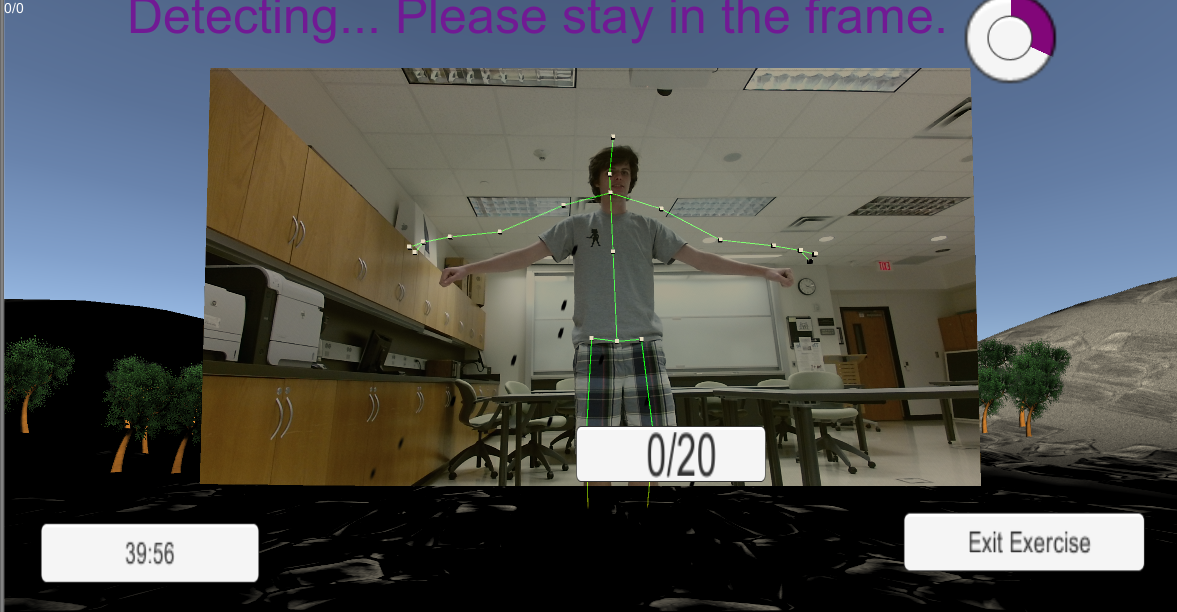 0/0
Detecting... Please stay in the frame.
0/20
39:56
Exit Exercise